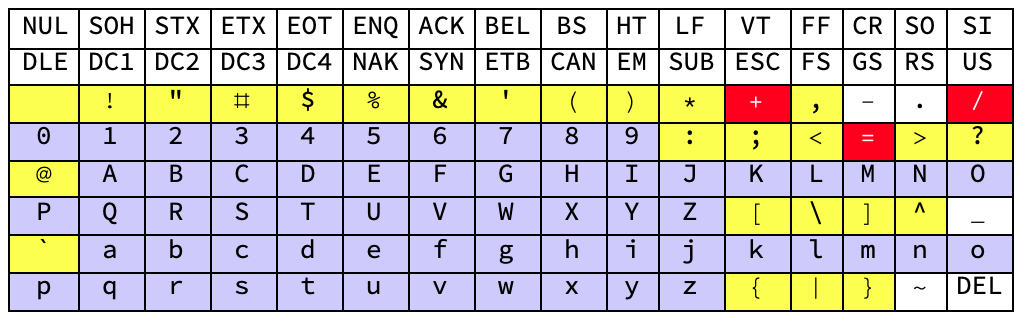 NUL SOH STX ETX EOT ENQ ACK BEL BS HT LF VT FF CR SO SI
DLE DC1 DC2 DC3 DC4 NAK SYN ETB CAN EM SUB ESC FS GS RS US
! " # $ % & ' ( ) * + , - . /
0 1 2 3 4 5 6 7 8 9 : ; < = > ?
@ A B C D E F G H I J K L M N O
P Q R S T U V W X Y Z [ \ ] ^ _
` a b c d e f g h i j k l m n o
p q r s t u v w x y z { | } ~ DEL